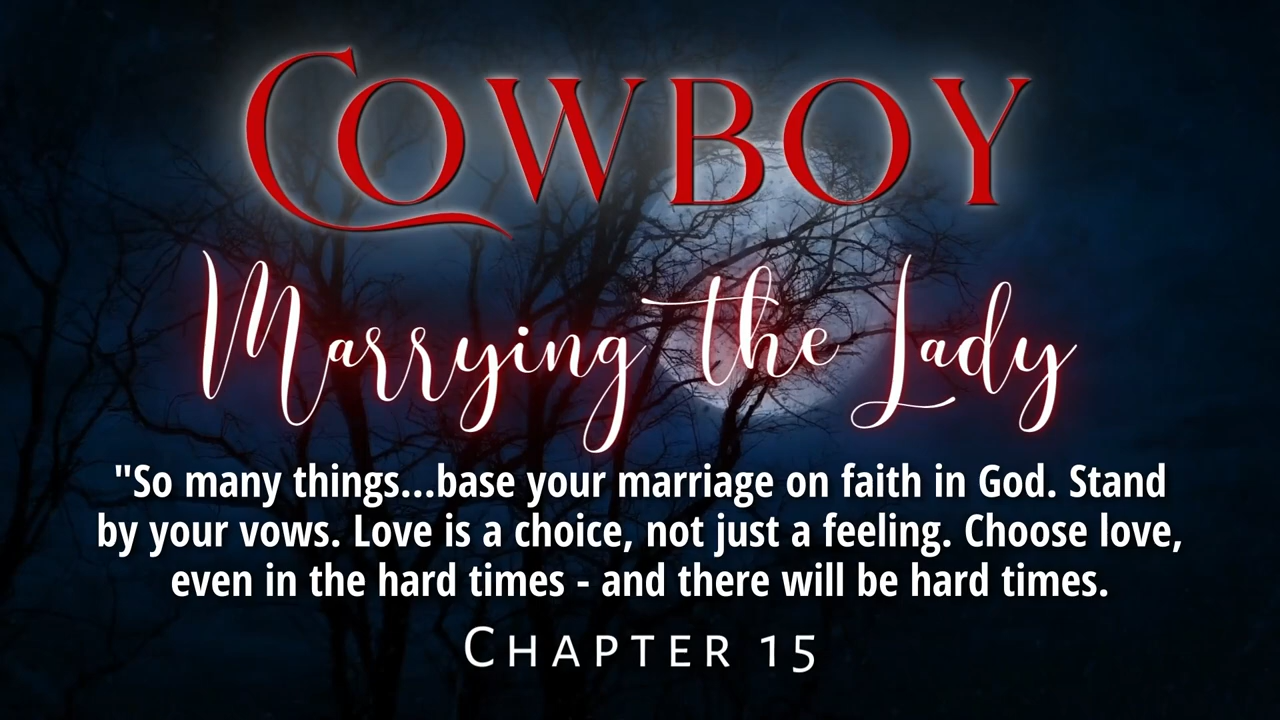 COWBOY
Marrying the Lady
"So many things...base your marriage on faith in God. Stand
by your vows. Love is a choice, not just a feeling. Choose love,
even in the hard times - and there will be hard times.
CHAPTER 15